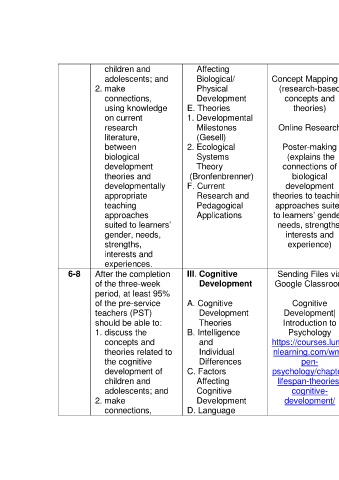 children and
adolescents; and
2. make
connections,
using knowledge
on current
research
literature,
between
biological
development
theories and
developmentally
appropriate
teaching
approaches
suited to learners'
gender, needs,
strengths,
interests and
experiences.
Affecting
Biological/
Physical
Development
E. Theories
1. Developmental
Milestones
(Gesell)
2. Ecological
Systems
Theory
(Bronfenbrenner)
F. Current
Research and
Pedagogical
Applications
Concept Mapping
(research-based
concepts and
theories)
Online Research
Poster-making
(explains the
connections of
biological
development
theories to teachin
approaches suite
to learners' gende
needs, strengths
interests and
experience)
6-8
After the completion
of the three-week
period, at least 95%
of the pre-service
teachers (PST)
should be able to:
1. discuss the
concepts and
theories related to
the cognitive
development of
children and
adolescents; and
2. make
connections,
III. Cognitive
Development
A. Cognitive
Development
Theories
B. Intelligence
and
Individual
Differences
C. Factors
Affecting
Cognitive
Development
D. Language
Sending Files via
Google Classroom
Cognitive
Development|
Introduction to
Psychology
https://courses.lum
nlearning.com/wm
pen-
psychology/chapte
lifespan-theories
cognitive-
development/